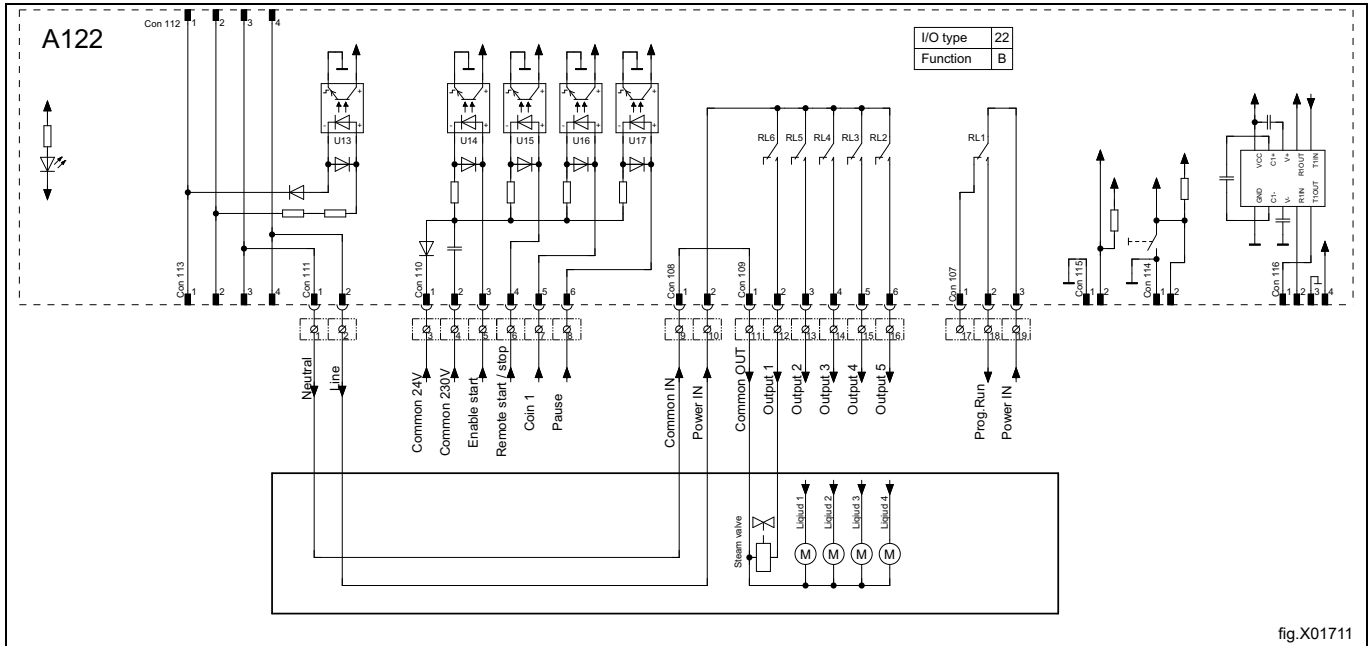 A122
Con 112
1
2
3
4
I/O type 22
Function B
U13
U14
U15
U16
U17
RL6
RL5
RL4
RL3
RL2
RL1
VCC
C1+
V+
R1OUT
T1IN
GND
C1-
V-
R1IN
T1OUT
Con 113
1
2
3
4
Con 111
1
2
Con 110
1
2
3
4
5
6
Con 108
1
2
Con 109
1
2
3
4
5
6
Con 107
1
2
3
Con 115
1
2
Con 114
1
2
Con 116
1
2
3
4
1
2
3
4
5
6
7
8
9
10
11
12
13
14
15
16
17
18
19
Neutral
Line
Common 24V
Common 230V
Enable start
Remote start / stop
Coin 1
Pause
Common IN
Power IN
Common OUT
Output 1
Output 2
Output 3
Output 4
Output 5
Prog.Run
Power IN
Steam valve
Liqiud 1
Liqiud 2
Liqiud 3
Liqiud 4
M
M
M
M
fig.X01711